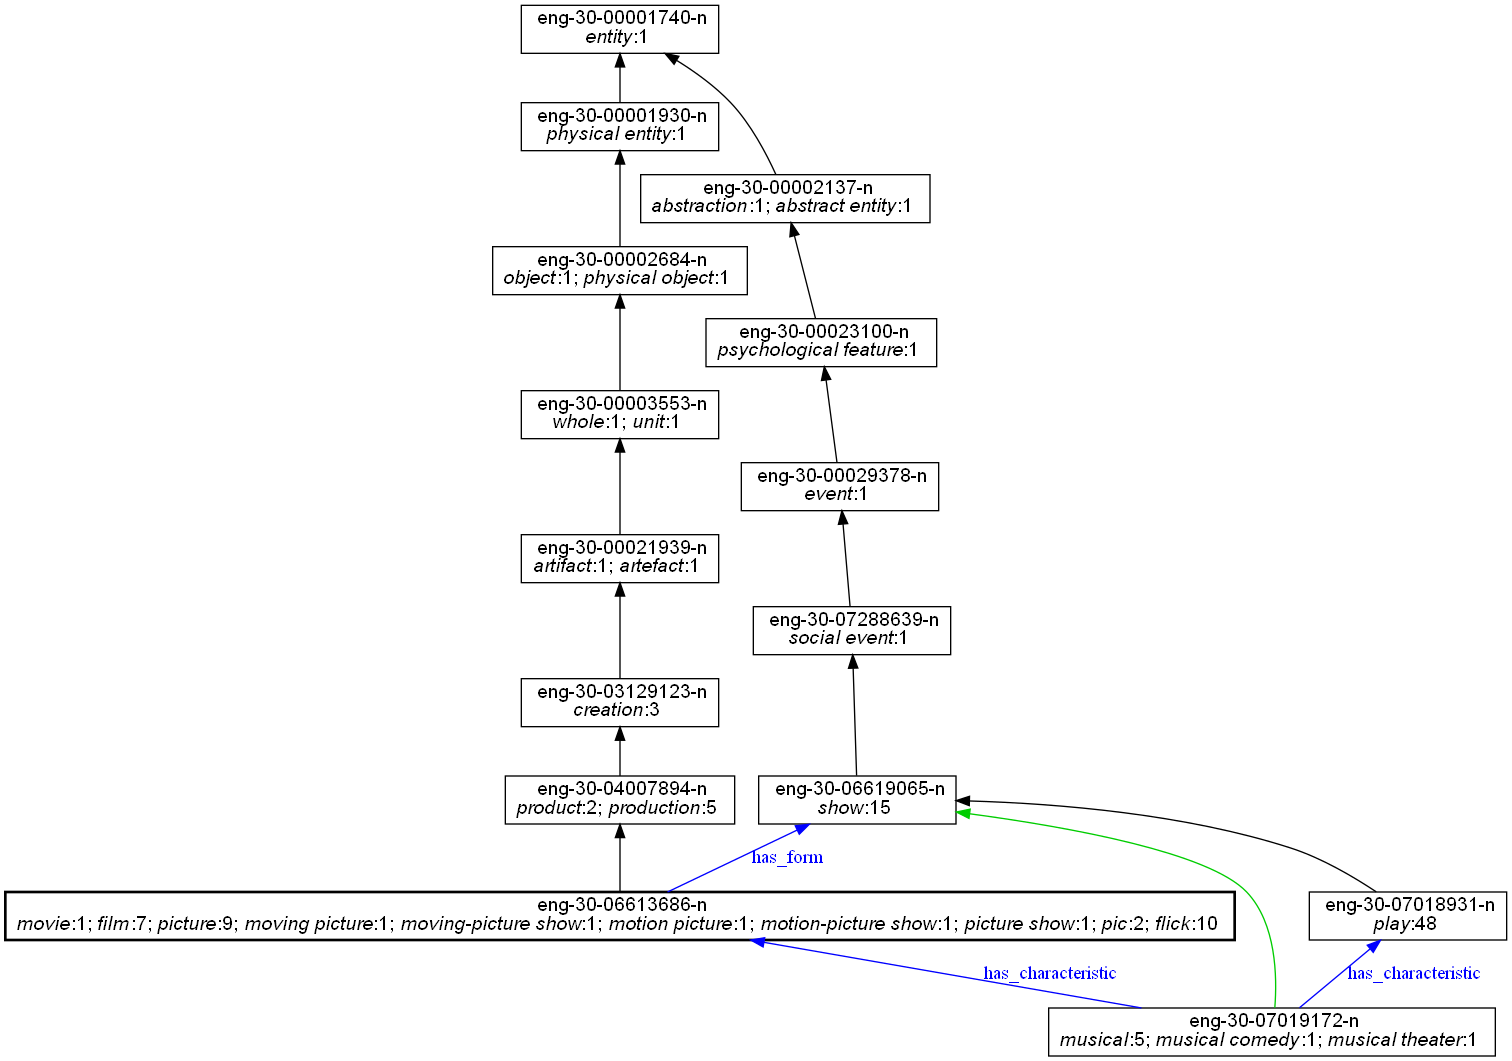 eng-30-00001740-n
entity:1
eng-30-00001930-n
physical entity:1
eng-30-00002137-n
abstraction:1; abstract entity:1
eng-30-00002684-n
object:1; physical object:1
eng-30-00023100-n
psychological feature:1
eng-30-00003553-n
whole:1; unit:1
eng-30-00029378-n
event:1
eng-30-00021939-n
artifact:1; artefact:1
eng-30-07288639-n
social event:1
eng-30-03129123-n
creation:3
eng-30-04007894-n
product:2; production:5
eng-30-06619065-n
show:15
has_form
eng-30-06613686-n
movie:1; film:7; picture:9; moving picture:1; moving-picture show:1; motion picture:1; motion-picture show:1; picture show:1; pic:2; flick:10
eng-30-07018931-n
play:48
has_characteristic
has_characteristic
eng-30-07019172-n
musical:5; musical comedy:1; musical theater:1